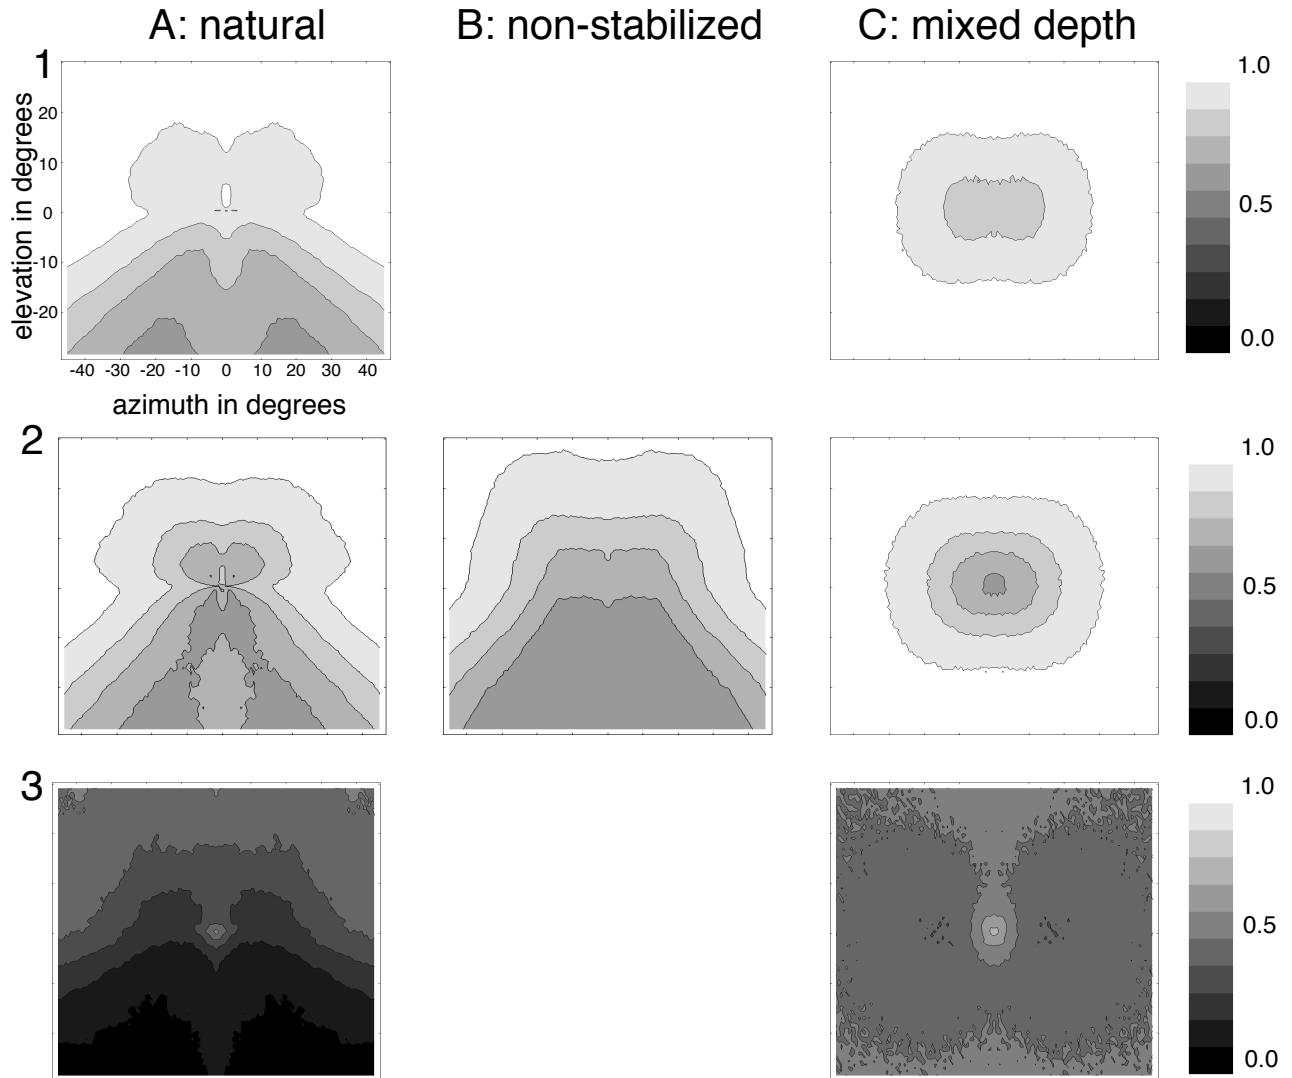 A: natural
B: non-stabilized
C: mixed depth
1
elevation in degrees
20
10
0
-10
-20
-40 -30 -20 -10 0 10 20 30 40
azimuth in degrees
1.0
0.5
0.0
2
1.0
0.5
0.0
3
1.0
0.5
0.0